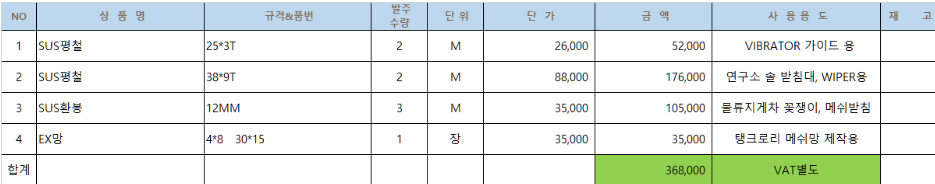 NO 상 품 명 규격&품번 발주 수량 단 위 단 가 금 액 사 용 용 도 재 고
1 SUS평철 25*3T 2 M 26,000 52,000 VIBRATOR 가이드 용
2 SUS평철 38*9T 2 M 88,000 176,000 연구소 솔 받침대, WIPER용
3 SUS환봉 12MM 3 M 35,000 105,000 물류지게차 꽂쟁이, 메쉬받침
4 EX망 4*8 30*15 1 장 35,000 35,000 탱크로리 메쉬망 제작용
합계 368,000 VAT별도